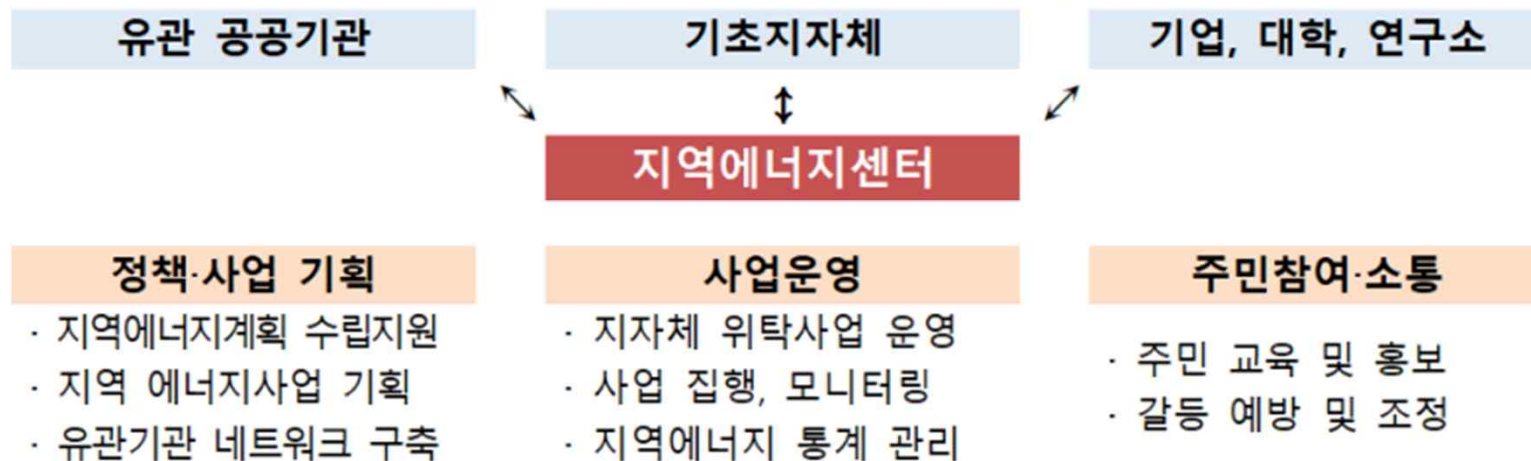 유관 공공기관
기초지자체
기업, 대학, 연구소
지역에너지센터
정책·사업 기획
· 지역에너지계획 수립지원
· 지역 에너지사업 기획
· 유관기관 네트워크 구축
사업운영
· 지자체 위탁사업 운영
· 사업 집행, 모니터링
· 지역에너지 통계 관리
주민참여·소통
· 주민 교육 및 홍보
· 갈등 예방 및 조정